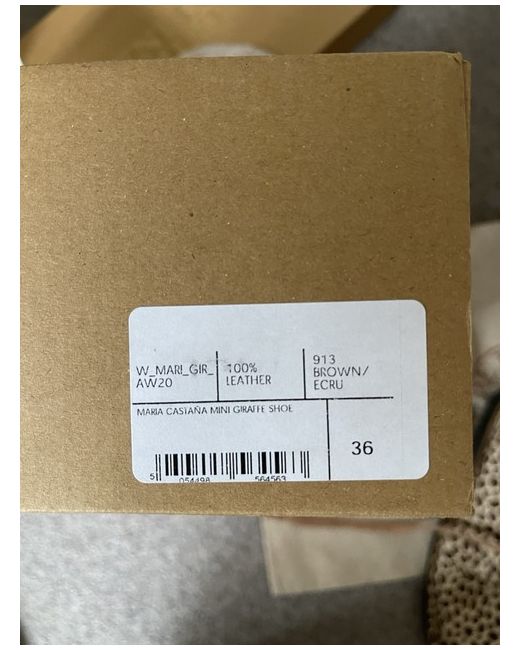 W_MARI_GIR_
AW20
100%
LEATHER
913
BROWN/
ECRU
MARIA CASTAÑA MINI GIRAFFE SHOE
36
5 054498 564563